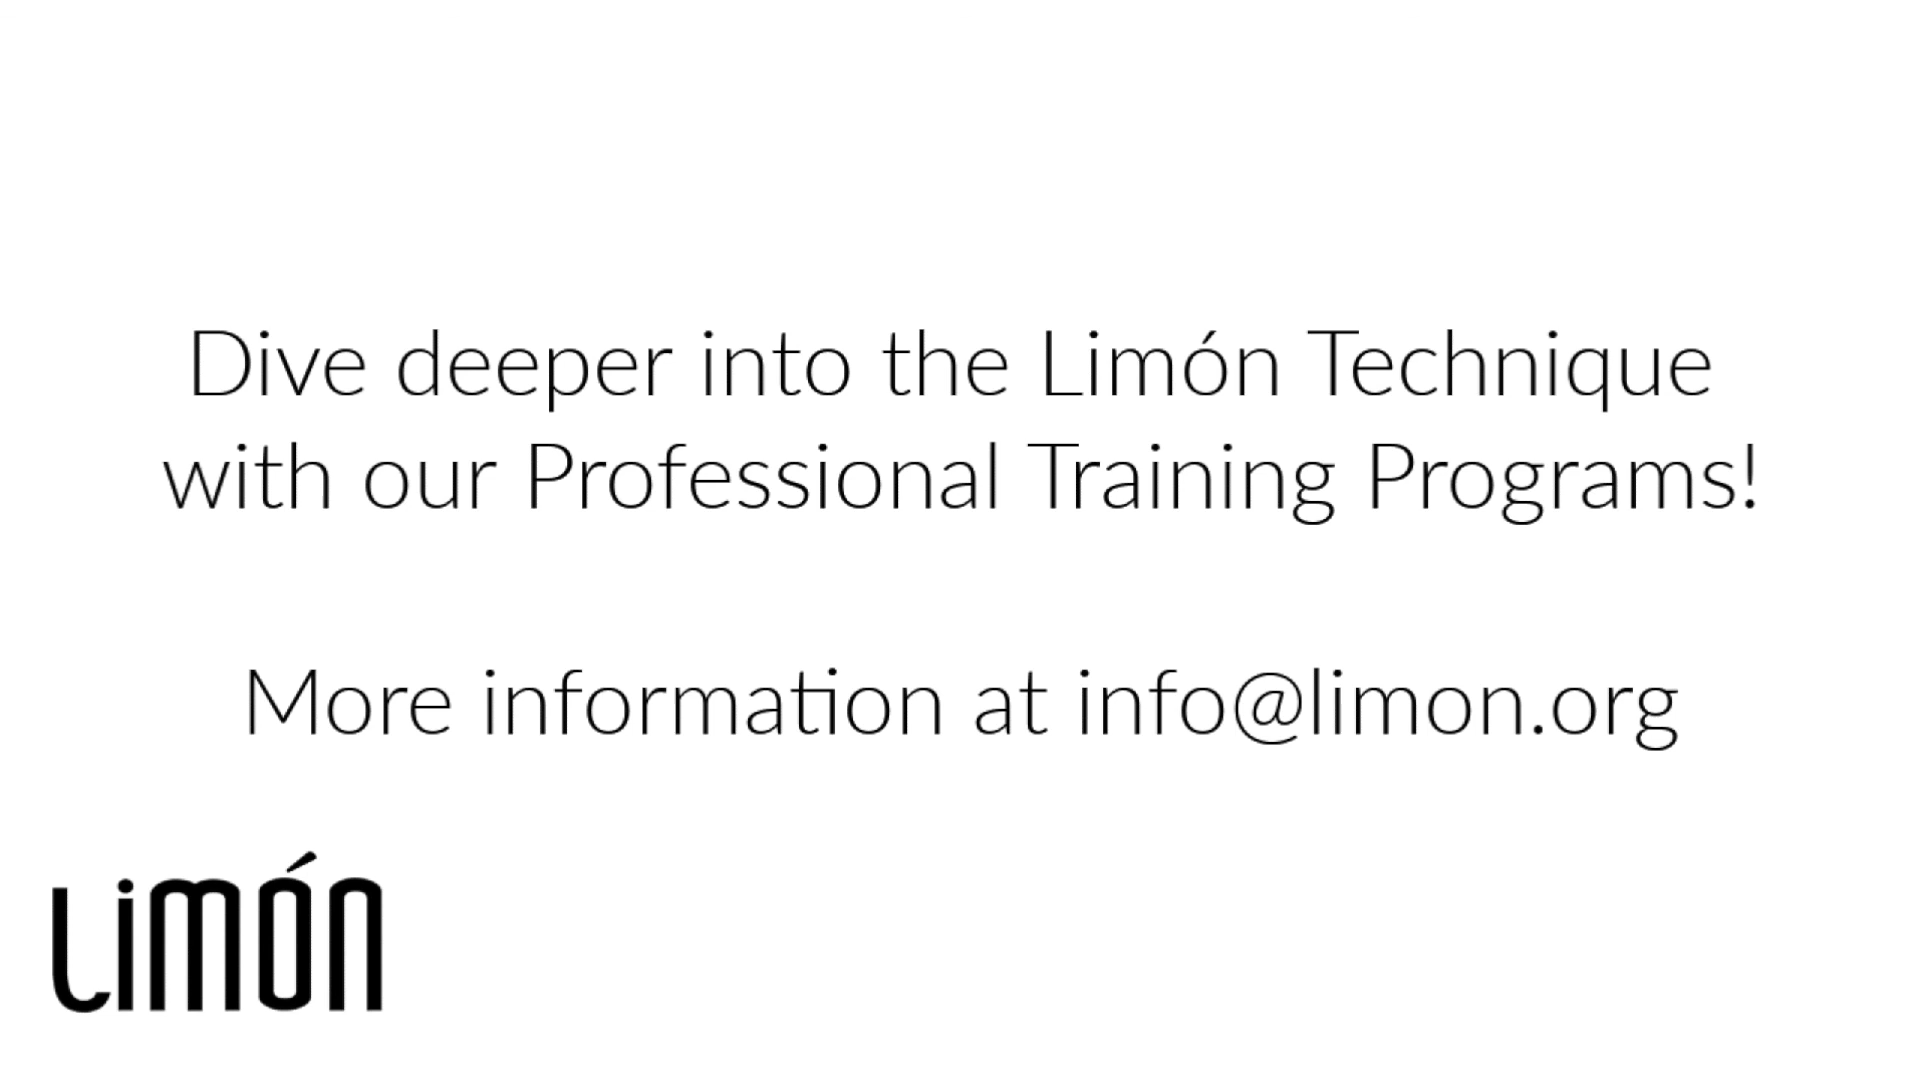 Dive deeper into the Limón Technique
with our Professional Training Programs!
More information at info@limon.org
Limón